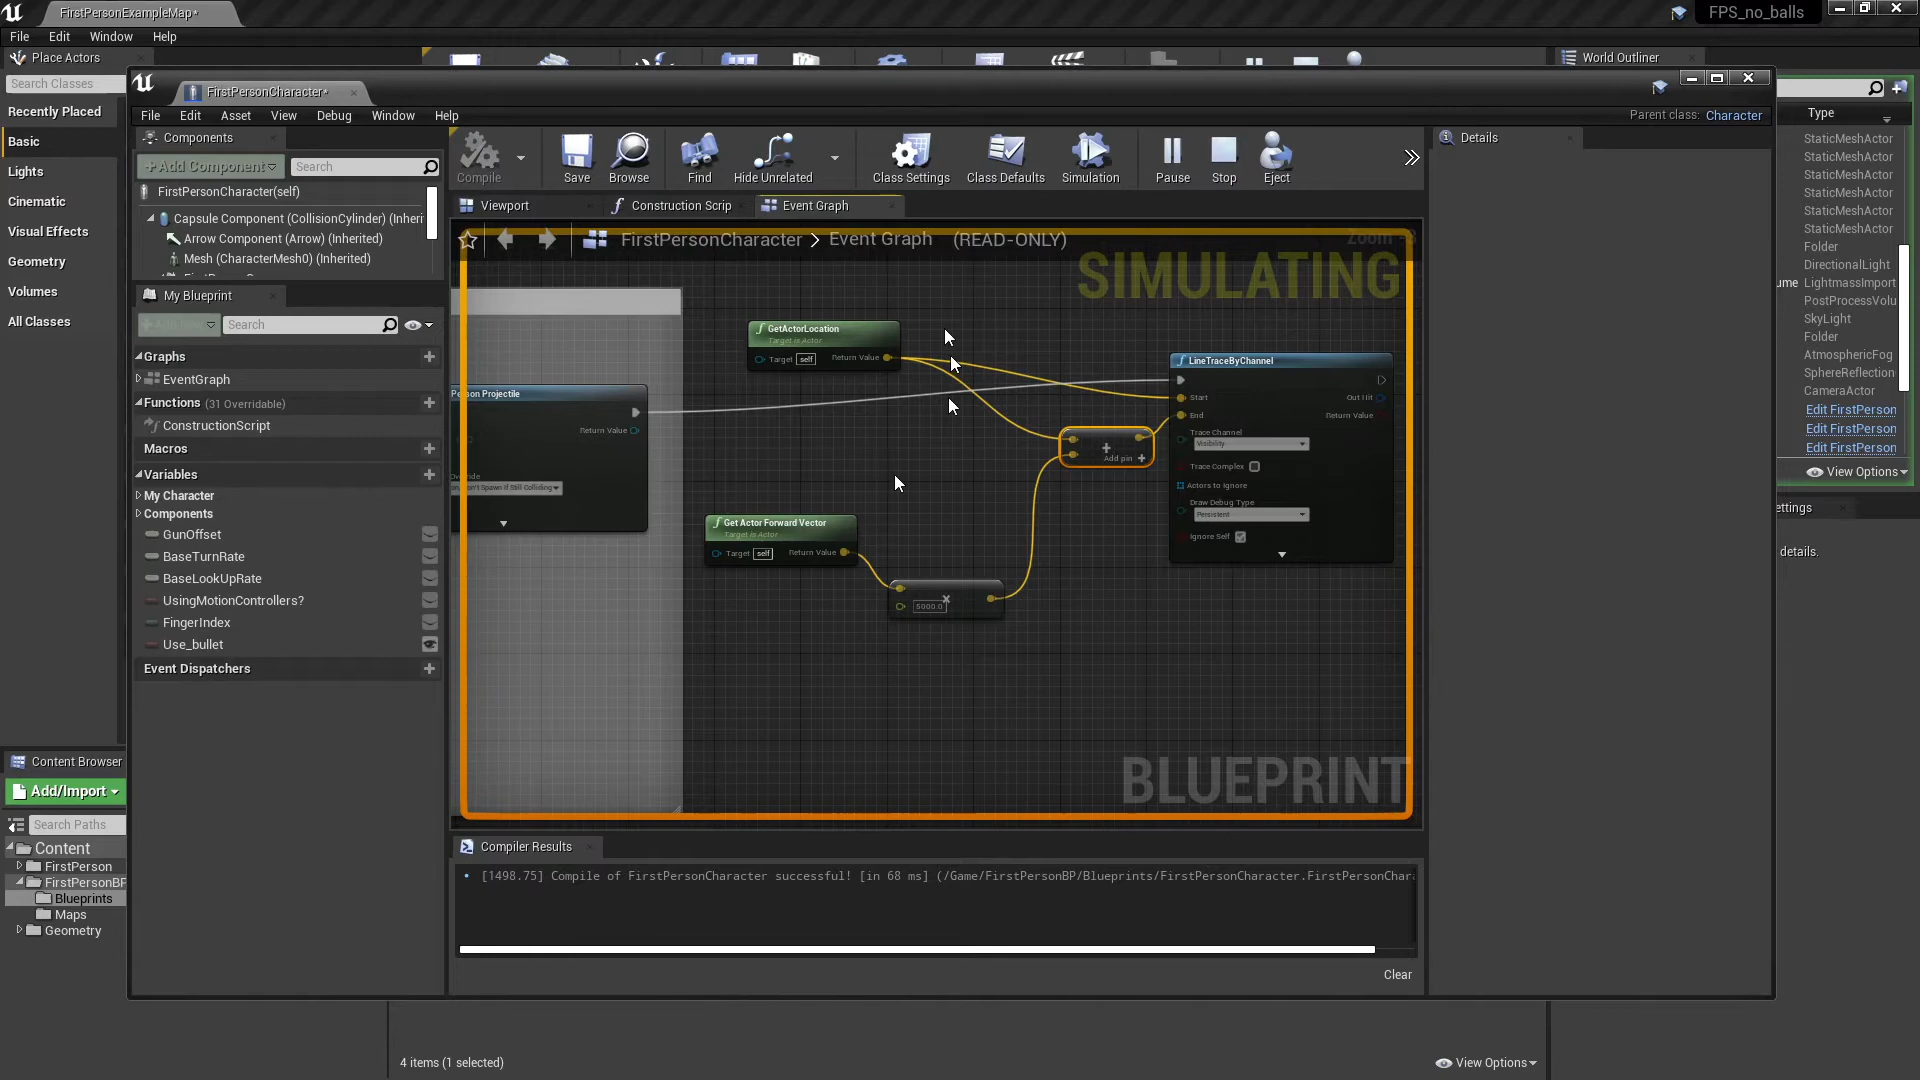 FirstPersonExampleMap*
FPS_no_balls
File Edit Window Help
Place Actors
World Outliner
Search Classes
FirstPersonCharacter*
Recently Placed
File Edit Asset View Debug Window Help
Parent class: Character
Type
Basic
Components
Details
StaticMeshActor
StaticMeshActor
StaticMeshActor
StaticMeshActor
StaticMeshActor
StaticMeshActor
Folder
DirectionalLight
ume LightmassImport
PostProcessVolu
SkyLight
Folder
AtmosphericFog
SphereReflection
CameraActor
Edit FirstPerson
Edit FirstPerson
Edit FirstPerson
View Options
Lights
Cinematic
Visual Effects
Geometry
Volumes
All Classes
+Add Component
Search
Compile
Save
Browse
Find
Hide Unrelated
Class Settings
Class Defaults
Simulation
Pause
Stop
Eject
FirstPersonCharacter(self)
Capsule Component (CollisionCylinder) (Inheri
Arrow Component (Arrow) (Inherited)
Mesh (CharacterMesh0) (Inherited)
Viewport
Construction Scrip
Event Graph
FirstPersonCharacter > Event Graph (READ-ONLY)
SIMULATING
My Blueprint
Search
Graphs
EventGraph
Functions (31 Overridable)
ConstructionScript
Macros
Variables
My Character
Components
GunOffset
BaseTurnRate
BaseLookUpRate
UsingMotionControllers?
FingerIndex
Use_bullet
Event Dispatchers
GetActorLocation
Target is Actor
Target self Return Value
Person Projectile
Return Value
Get Actor Forward Vector
Target is Actor
Target self Return Value
5000.0
Add pin
LineTraceByChannel
Start Out Hit
End Return Value
Trace Channel
Visibility
Trace Complex
Actors to Ignore
Draw Debug Type
Persistent
Ignore Self
BLUEPRINT
ettings
details.
Content Browser
Add/Import
Search Paths
Content
FirstPerson
FirstPersonBP
Blueprints
Maps
Geometry
Compiler Results
[1498.75] Compile of FirstPersonCharacter successful! [in 68 ms] (/Game/FirstPersonBP/Blueprints/FirstPersonCharacter.FirstPersonChara
Clear
4 items (1 selected)
View Options